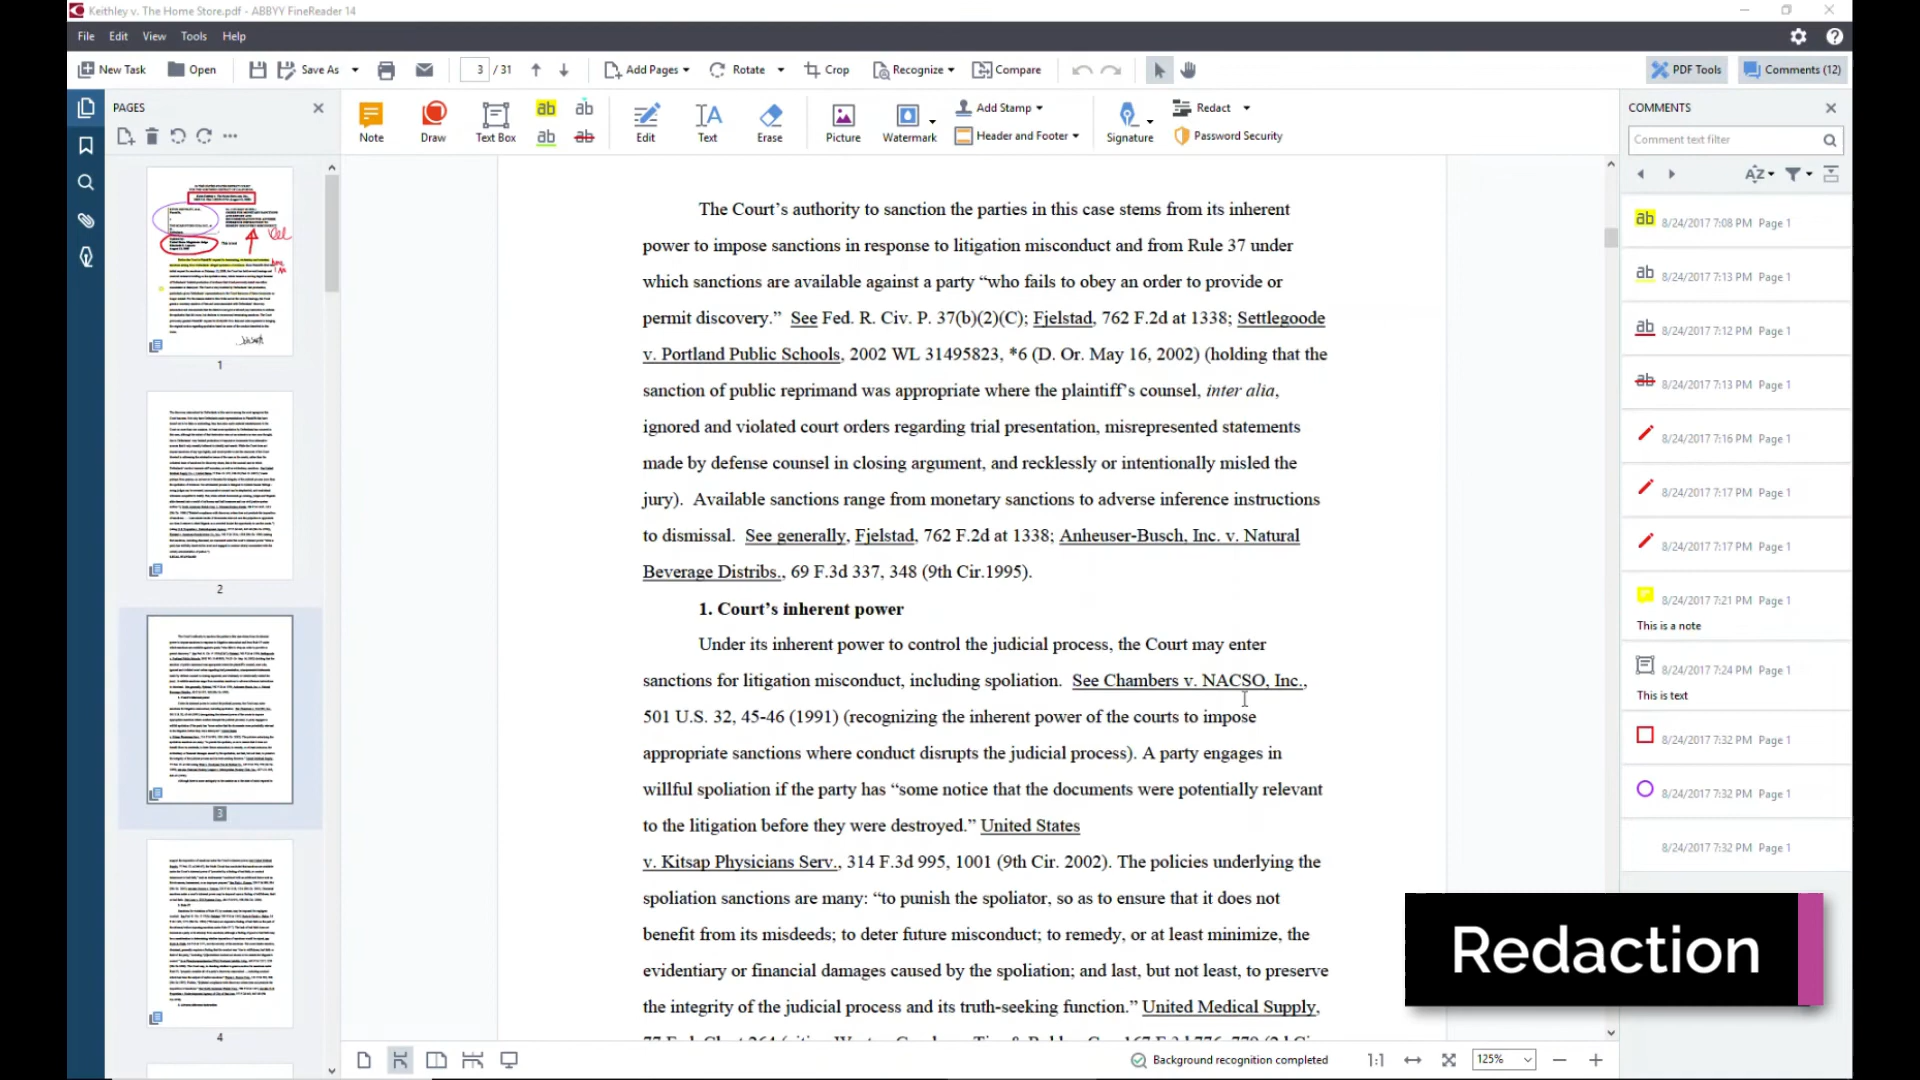 Keithley v. The Home Store.pdf - ABBYY FineReader 14
File Edit View Tools Help
New Task Open Save As 3 / 31 Add Pages Rotate Crop Recognize Compare PDF Tools Comments (12)
PAGES
Note Draw Text Box ab ab ab ab Edit Text Erase Picture Watermark Add Stamp Header and Footer Signature Redact Password Security
COMMENTS
Comment text filter
AZ
1
2
3
4
The Court’s authority to sanction the parties in this case stems from its inherent
power to impose sanctions in response to litigation misconduct and from Rule 37 under
which sanctions are available against a party “who fails to obey an order to provide or
permit discovery.” See Fed. R. Civ. P. 37(b)(2)(C); Fjelstad, 762 F.2d at 1338; Settlegoode
v. Portland Public Schools, 2002 WL 31495823, *6 (D. Or. May 16, 2002) (holding that the
sanction of public reprimand was appropriate where the plaintiff’s counsel, inter alia,
ignored and violated court orders regarding trial presentation, misrepresented statements
made by defense counsel in closing argument, and recklessly or intentionally misled the
jury). Available sanctions range from monetary sanctions to adverse inference instructions
to dismissal. See generally, Fjelstad, 762 F.2d at 1338; Anheuser-Busch, Inc. v. Natural
Beverage Distribs., 69 F.3d 337, 348 (9th Cir.1995).
1. Court’s inherent power
Under its inherent power to control the judicial process, the Court may enter
sanctions for litigation misconduct, including spoliation. See Chambers v. NACSO, Inc.,
501 U.S. 32, 45-46 (1991) (recognizing the inherent power of the courts to impose
appropriate sanctions where conduct disrupts the judicial process). A party engages in
willful spoliation if the party has “some notice that the documents were potentially relevant
to the litigation before they were destroyed.” United States
v. Kitsap Physicians Serv., 314 F.3d 995, 1001 (9th Cir. 2002). The policies underlying the
spoliation sanctions are many: “to punish the spoliator, so as to ensure that it does not
benefit from its misdeeds; to deter future misconduct; to remedy, or at least minimize, the
evidentiary or financial damages caused by the spoliation; and last, but not least, to preserve
the integrity of the judicial process and its truth-seeking function.” United Medical Supply,
ab 8/24/2017 7:08 PM Page 1
ab 8/24/2017 7:13 PM Page 1
ab 8/24/2017 7:12 PM Page 1
ab 8/24/2017 7:13 PM Page 1
8/24/2017 7:16 PM Page 1
8/24/2017 7:17 PM Page 1
8/24/2017 7:17 PM Page 1
8/24/2017 7:21 PM Page 1
This is a note
8/24/2017 7:24 PM Page 1
This is text
8/24/2017 7:32 PM Page 1
8/24/2017 7:32 PM Page 1
8/24/2017 7:32 PM Page 1
Redaction
Background recognition completed 1:1 125%